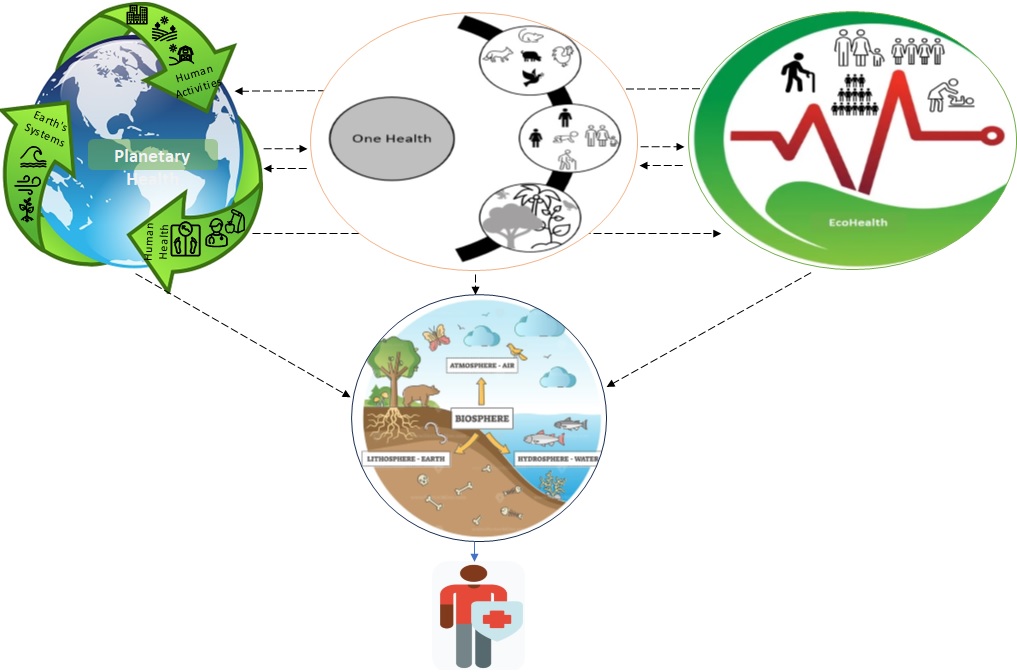 Human
Activities
Earth's
Systems
Planetary
Health
Human
Health
One Health
EcoHealth
ATMOSPHERE - AIR
BIOSPHERE
LITHOSPHERE - EARTH
HYDROSPHERE - WATER